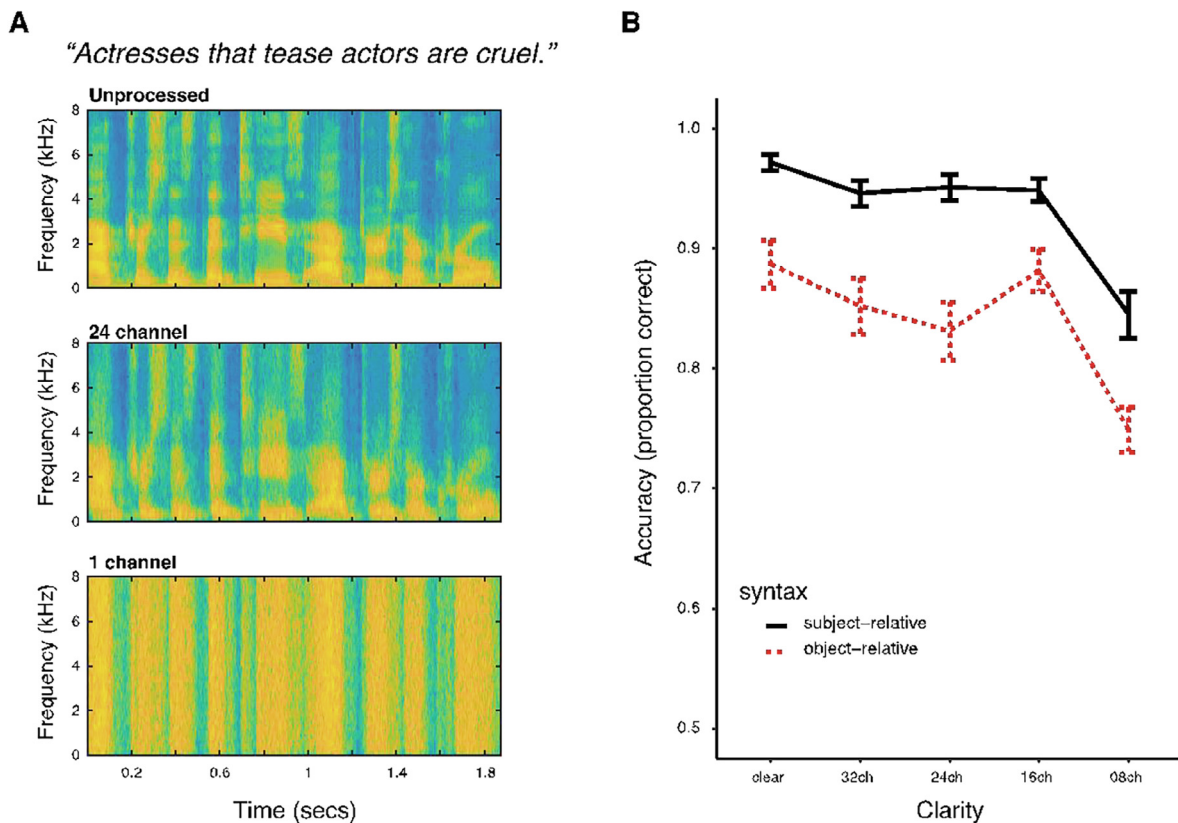 A
"Actresses that tease actors are cruel."
Unprocessed
8
6
4
2
0
Frequency (kHz)
24 channel
8
6
4
2
0
Frequency (kHz)
1 channel
8
6
4
2
0
Frequency (kHz)
0.2 0.6 1 1.4 1.8
Time (secs)
B
1.0
0.9
0.8
0.7
0.6
0.5
Accuracy (proportion correct)
syntax
subject-relative
object-relative
clear 32ch 24ch 16ch 08ch
Clarity